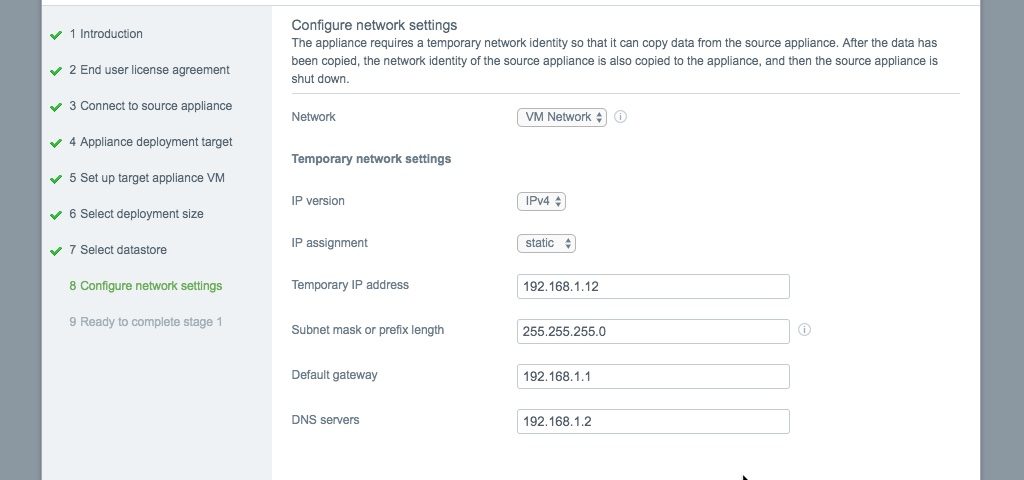 1 Introduction
2 End user license agreement
3 Connect to source appliance
4 Appliance deployment target
5 Set up target appliance VM
6 Select deployment size
7 Select datastore
8 Configure network settings
9 Ready to complete stage 1
Configure network settings
The appliance requires a temporary network identity so that it can copy data from the source appliance. After the data has
been copied, the network identity of the source appliance is also copied to the appliance, and then the source appliance is
shut down.
Network VM Network
Temporary network settings
IP version IPv4
IP assignment static
Temporary IP address 192.168.1.12
Subnet mask or prefix length 255.255.255.0
Default gateway 192.168.1.1
DNS servers 192.168.1.2